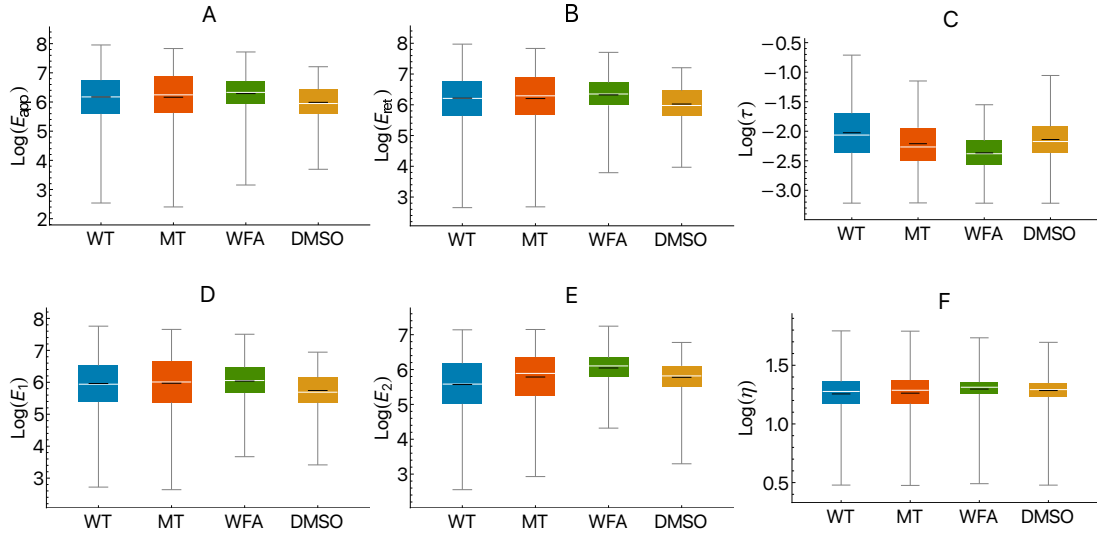 A
Log(E_app)
8
7
6
5
4
3
2
WT MT WFA DMSO
B
Log(E_ret)
8
7
6
5
4
3
WT MT WFA DMSO
C
Log(τ)
−0.5
−1.0
−1.5
−2.0
−2.5
−3.0
WT MT WFA DMSO
D
Log(E_1)
8
7
6
5
4
3
WT MT WFA DMSO
E
Log(E_2)
7
6
5
4
3
WT MT WFA DMSO
F
Log(η)
1.5
1.0
0.5
WT MT WFA DMSO